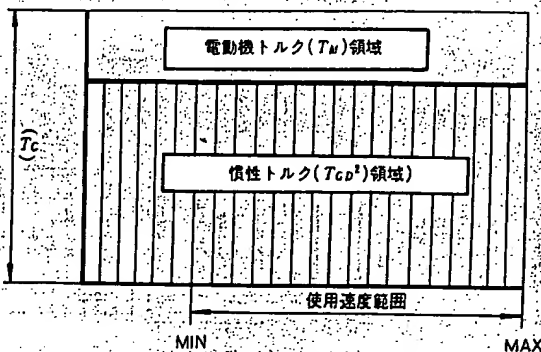 電動機トルク(TM)領域
(TC)
慣性トルク(TGD²)領域)
使用速度範囲
MIN
MAX